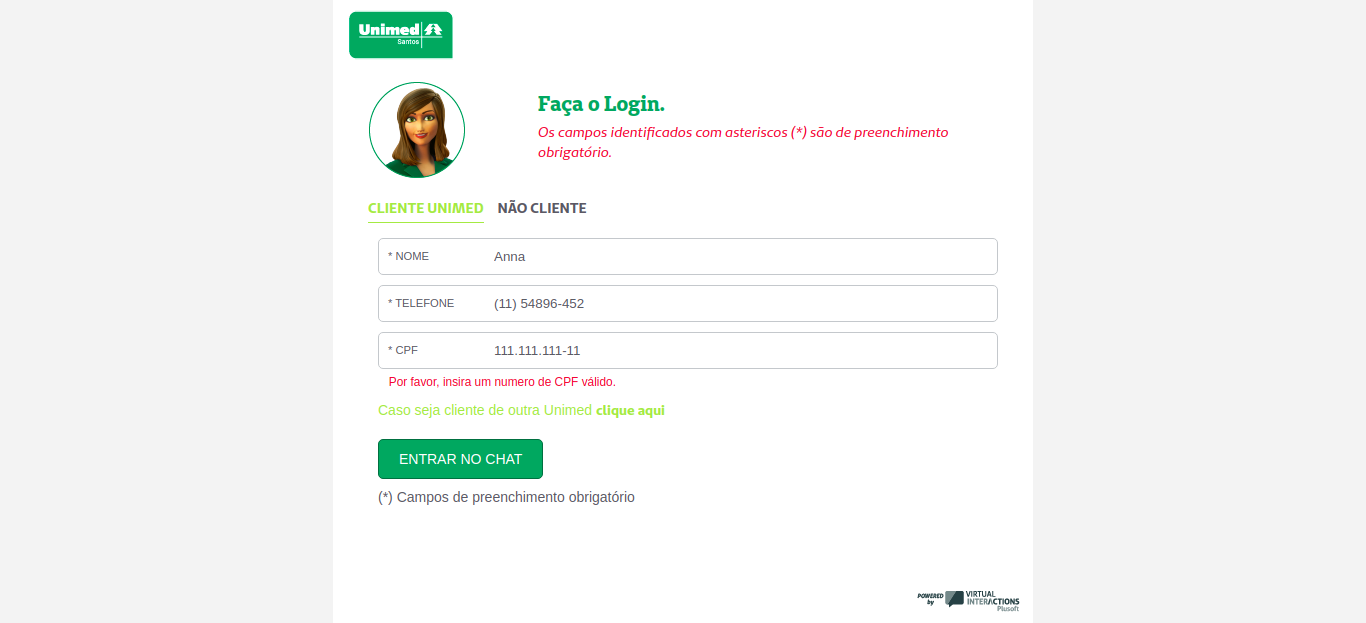 Unimed
Santos
Faça o Login.
Os campos identificados com asteriscos (*) são de preenchimento
obrigatório.
CLIENTE UNIMED NÃO CLIENTE
* NOME Anna
* TELEFONE (11) 54896-452
* CPF 111.111.111-11
Por favor, insira um numero de CPF válido.
Caso seja cliente de outra Unimed clique aqui
ENTRAR NO CHAT
(*) Campos de preenchimento obrigatório
POWERED by VIRTUAL INTERACTIONS
Plusoft